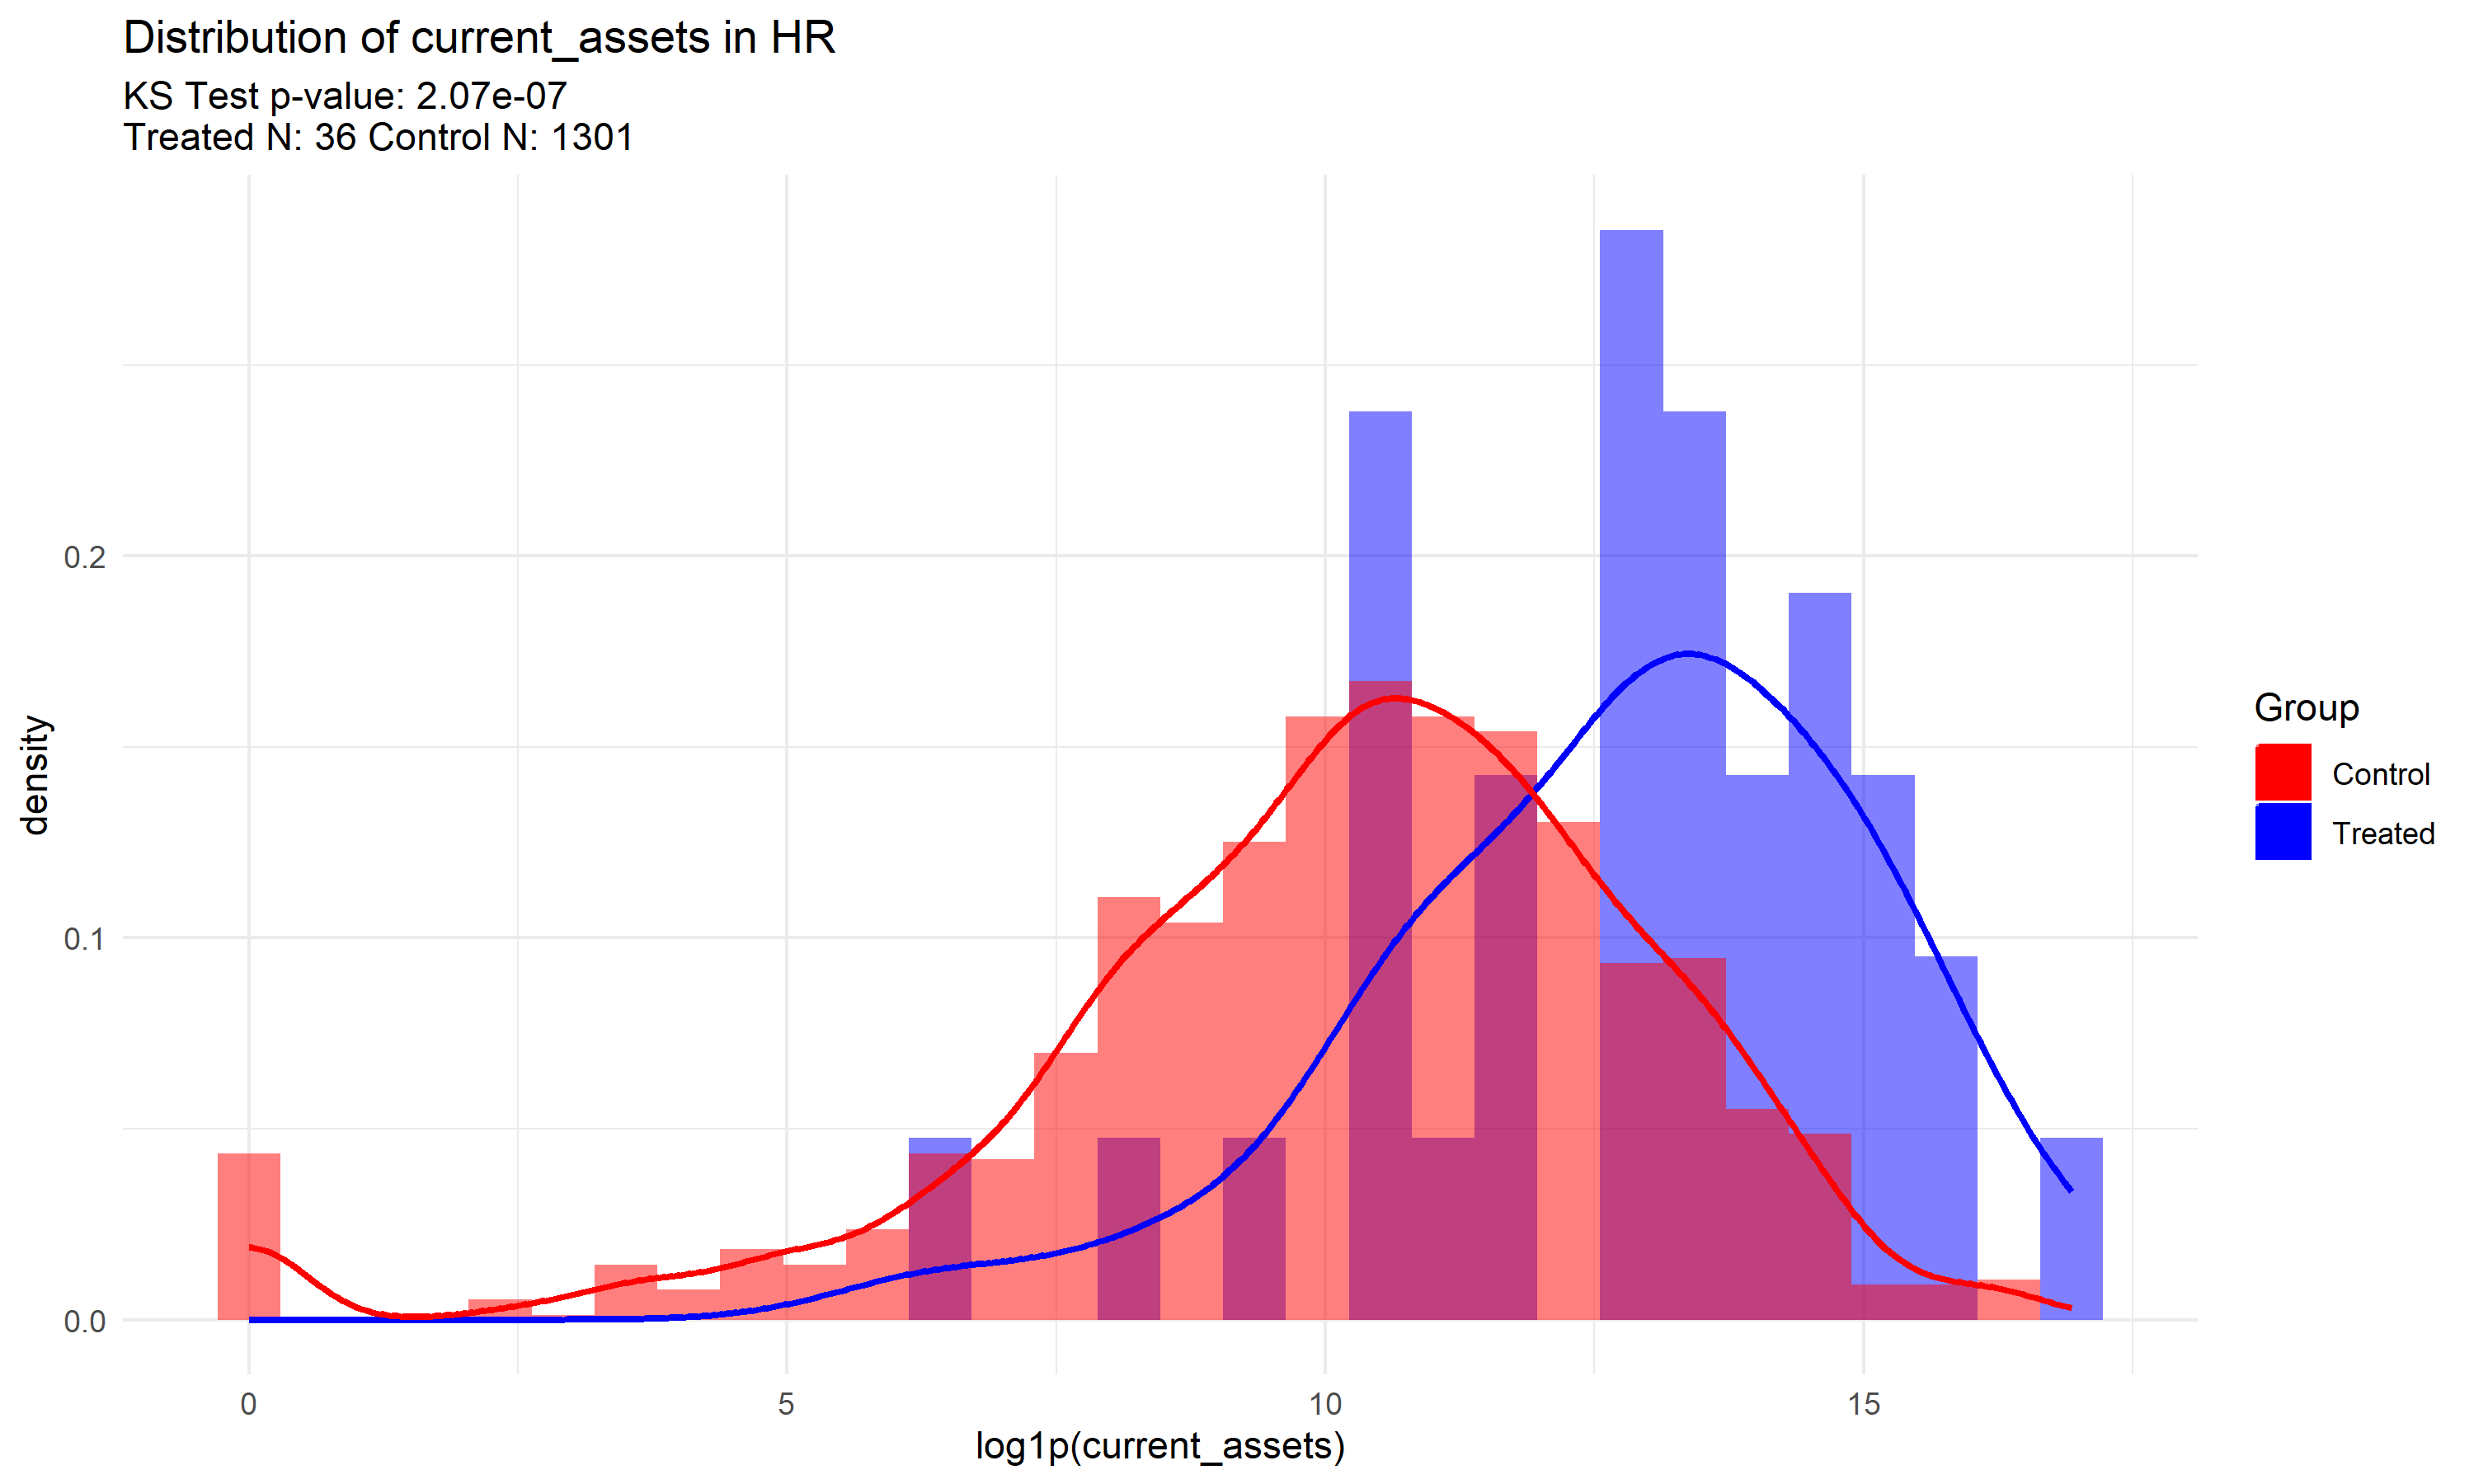 Distribution of current_assets in HR
KS Test p-value: 2.07e-07
Treated N: 36 Control N: 1301
density
0.2
0.1
0.0
0
5
10
15
log1p(current_assets)
Group
Control
Treated